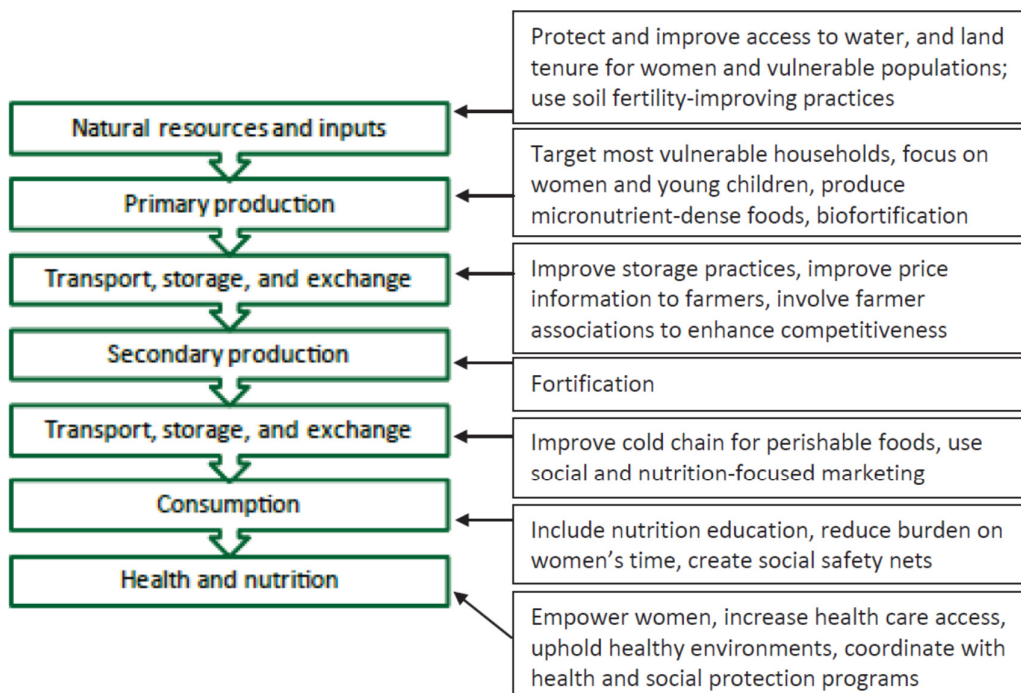 Natural resources and inputs
Primary production
Transport, storage, and exchange
Secondary production
Transport, storage, and exchange
Consumption
Health and nutrition
Protect and improve access to water, and land
tenure for women and vulnerable populations;
use soil fertility-improving practices
Target most vulnerable households, focus on
women and young children, produce
micronutrient-dense foods, biofortification
Improve storage practices, improve price
information to farmers, involve farmer
associations to enhance competitiveness
Fortification
Improve cold chain for perishable foods, use
social and nutrition-focused marketing
Include nutrition education, reduce burden on
women’s time, create social safety nets
Empower women, increase health care access,
uphold healthy environments, coordinate with
health and social protection programs